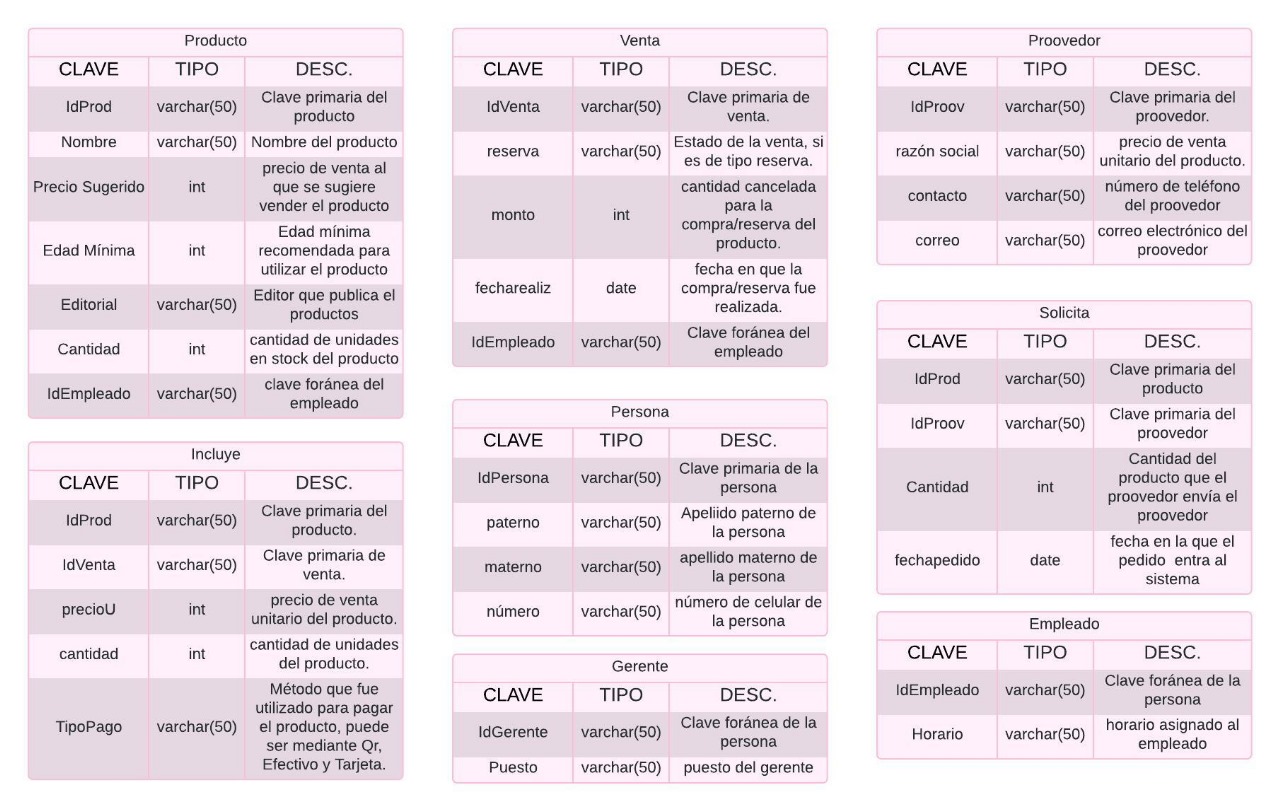 Producto
CLAVE TIPO DESC.
IdProd varchar(50) Clave primaria del
producto
Nombre varchar(50) Nombre del producto
Precio Sugerido int precio de venta al
que se sugiere
vender el producto
Edad Mínima int Edad mínima
recomendada para
utilizar el producto
Editorial varchar(50) Editor que publica el
productos
Cantidad int cantidad de unidades
en stock del producto
IdEmpleado varchar(50) clave foránea del
empleado
Incluye
CLAVE TIPO DESC.
IdProd varchar(50) Clave primaria del
producto.
IdVenta varchar(50) Clave primaria de
venta.
precioU int precio de venta
unitario del producto.
cantidad int cantidad de unidades
del producto.
TipoPago varchar(50) Método que fue
utilizado para pagar
el producto, puede
ser mediante Qr,
Efectivo y Tarjeta.
Venta
CLAVE TIPO DESC.
IdVenta varchar(50) Clave primaria de
venta.
reserva varchar(50) Estado de la venta, si
es de tipo reserva.
monto int cantidad cancelada
para la
compra/reserva del
producto.
fecharealiz date fecha en que la
compra/reserva fue
realizada.
IdEmpleado varchar(50) Clave foránea del
empleado
Persona
CLAVE TIPO DESC.
IdPersona varchar(50) Clave primaria de la
persona
paterno varchar(50) Apeliido paterno de
la persona
materno varchar(50) apellido materno de
la persona
número varchar(50) número de celular de
la persona
Gerente
CLAVE TIPO DESC.
IdGerente varchar(50) Clave foránea de la
persona
Puesto varchar(50) puesto del gerente
Proovedor
CLAVE TIPO DESC.
IdProov varchar(50) Clave primaria del
proovedor.
razón social varchar(50) precio de venta
unitario del producto.
contacto varchar(50) número de teléfono
del proovedor
correo varchar(50) correo electrónico del
proovedor
Solicita
CLAVE TIPO DESC.
IdProd varchar(50) Clave primaria del
producto
IdProov varchar(50) Clave primaria del
proovedor
Cantidad int Cantidad del
producto que el
proovedor envía el
proovedor
fechapedido date fecha en la que el
pedido entra al
sistema
Empleado
CLAVE TIPO DESC.
IdEmpleado varchar(50) Clave foránea de la
persona
Horario varchar(50) horario asignado al
empleado